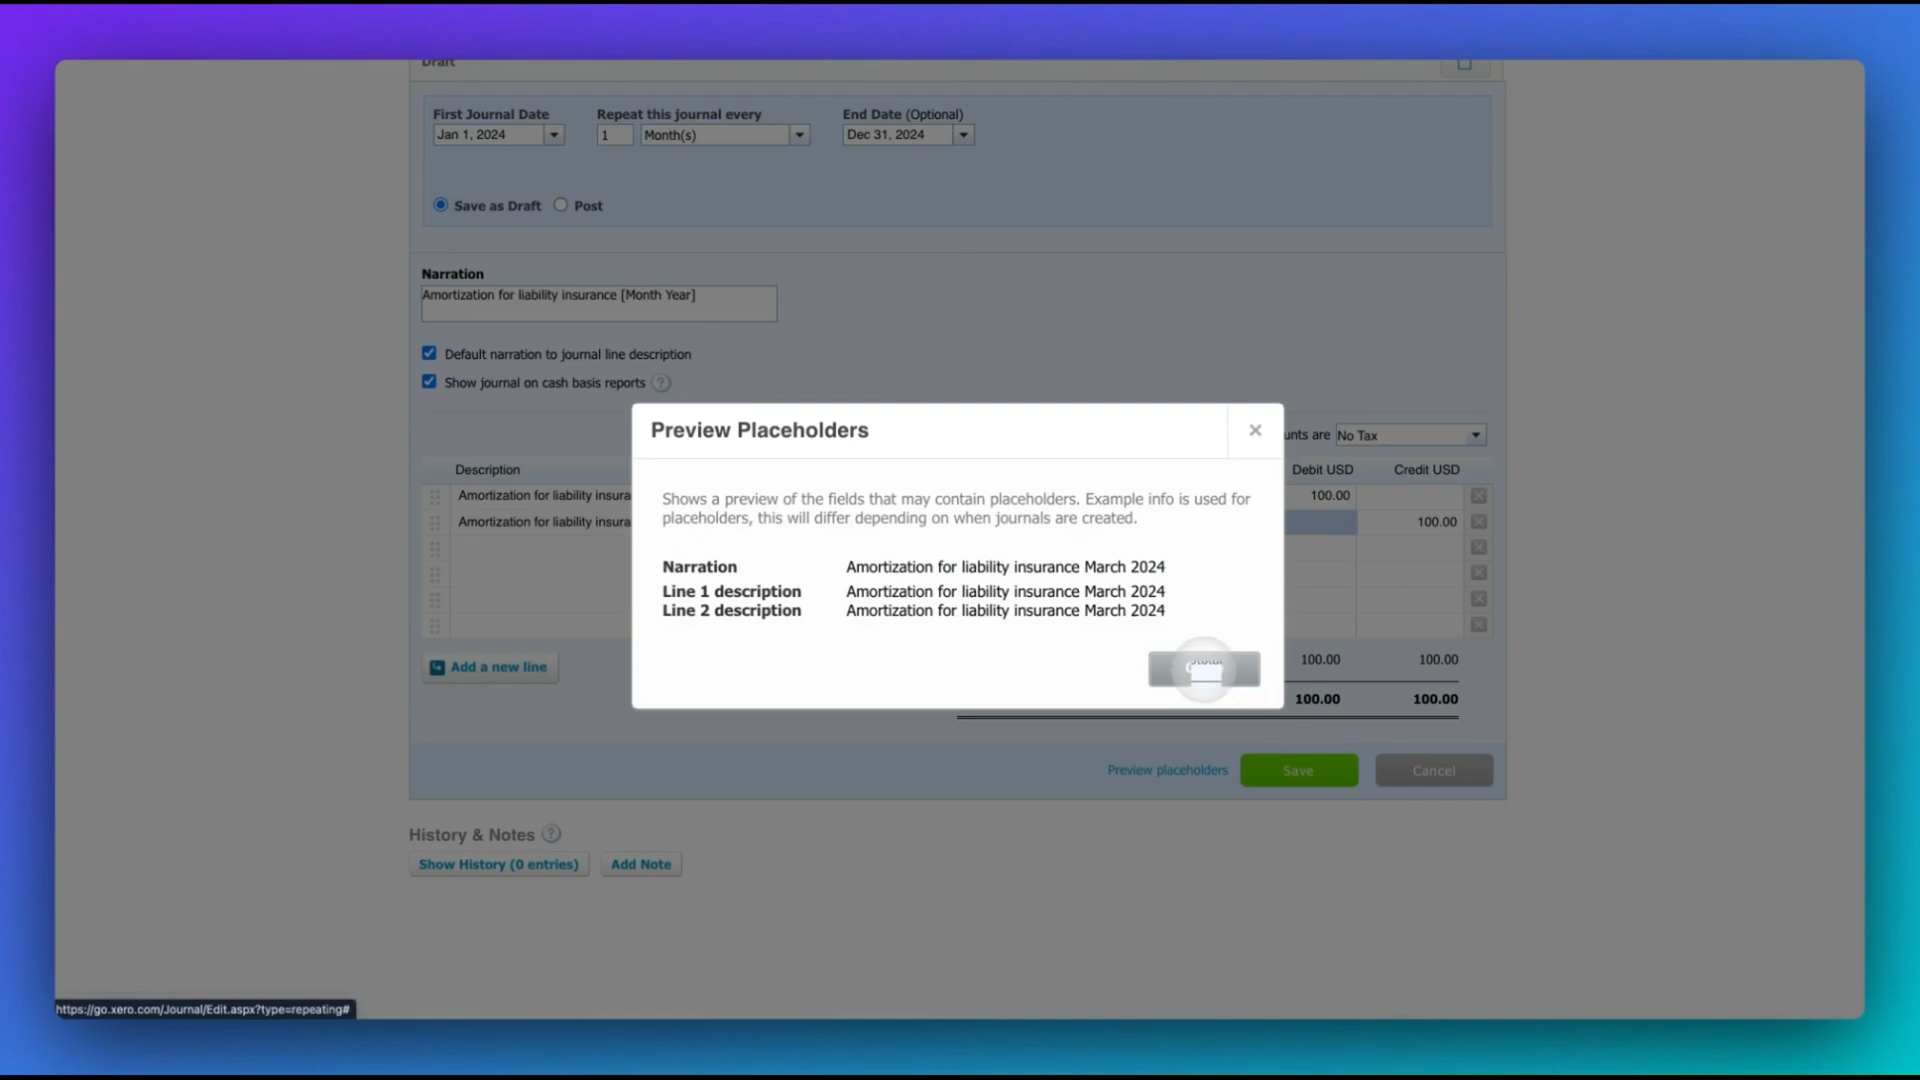 Draft
First Journal Date
Repeat this journal every
End Date (Optional)
Jan 1, 2024
1
Month(s)
Dec 31, 2024
Save as Draft
Post
Narration
Amortization for liability insurance [Month Year]
Default narration to journal line description
Show journal on cash basis reports ?
Preview Placeholders
×
unts are
No Tax
Description
Debit USD
Credit USD
Amortization for liability insura
100.00
Amortization for liability insura
100.00
Shows a preview of the fields that may contain placeholders. Example info is used for
placeholders, this will differ depending on when journals are created.
Narration
Amortization for liability insurance March 2024
Line 1 description
Amortization for liability insurance March 2024
Line 2 description
Amortization for liability insurance March 2024
Add a new line
100.00
100.00
100.00
100.00
Preview placeholders
Save
Cancel
History & Notes ?
Show History (0 entries)
Add Note
https://go.xero.com/Journal/Edit.aspx?type=repeating#